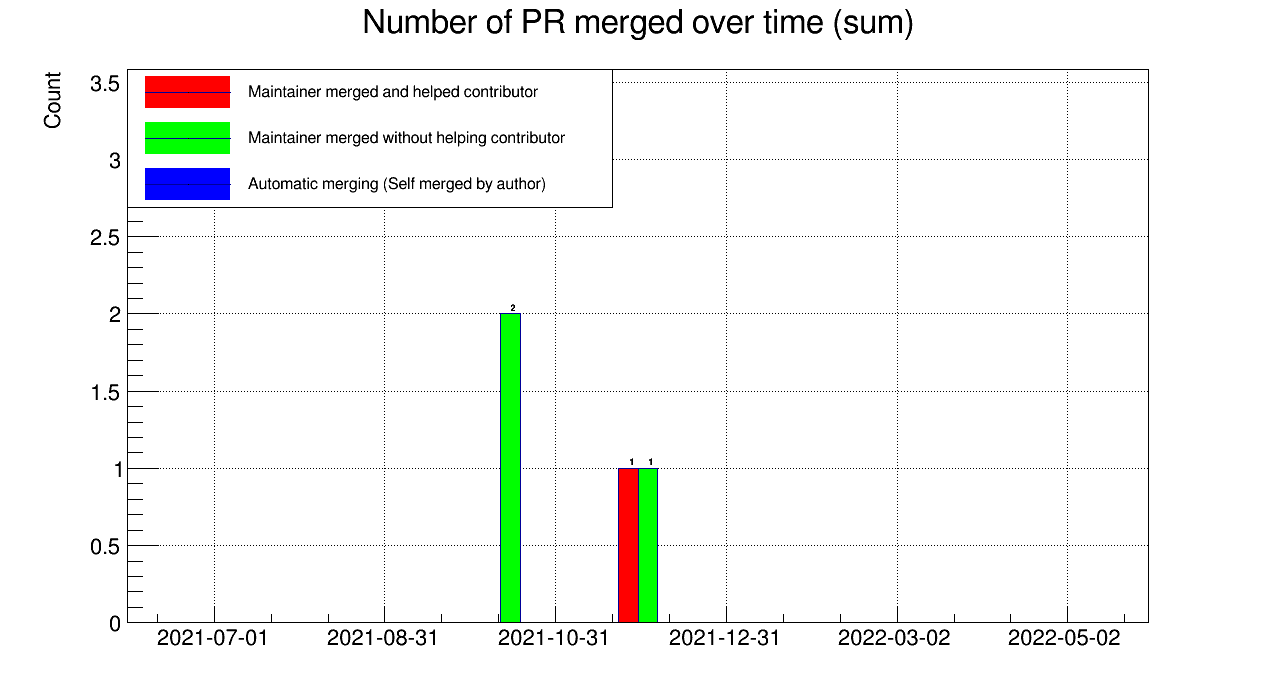 Number of PR merged over time (sum)
Count
Maintainer merged and helped contributor
Maintainer merged without helping contributor
Automatic merging (Self merged by author)
3.5
3
2.5
2
1.5
1
0.5
0
2
1 1
2021-07-01 2021-08-31 2021-10-31 2021-12-31 2022-03-02 2022-05-02